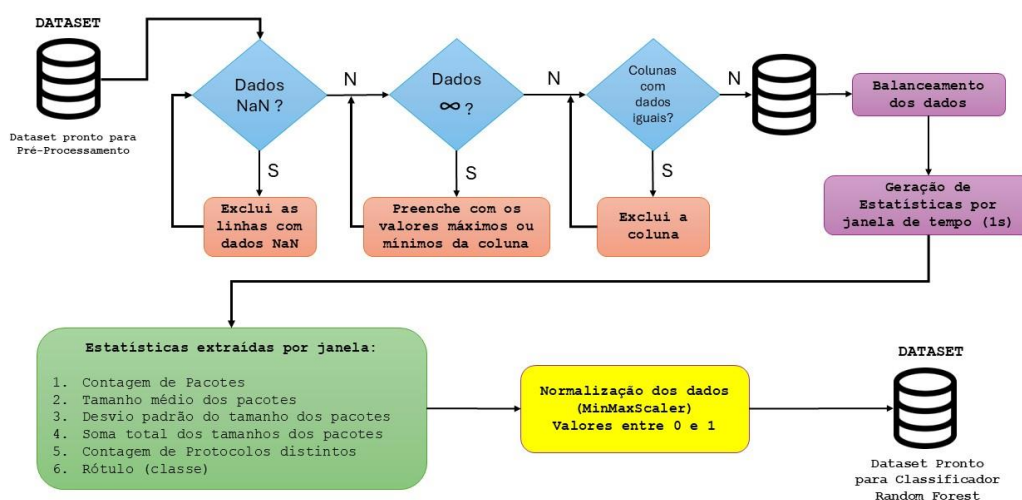 DATASET
Dataset pronto para
Pré-Processamento
Dados
NaN ?
N
S
Exclui as
linhas com
dados NaN
Dados
∞ ?
N
S
Preenche com os
valores máximos ou
mínimos da coluna
Colunas
com
dados
iguais?
N
S
Exclui a
coluna
Balanceamento
dos dados
Geração de
Estatísticas por
janela de tempo (1s)
Estatísticas extraídas por janela:
1. Contagem de Pacotes
2. Tamanho médio dos pacotes
3. Desvio padrão do tamanho dos pacotes
4. Soma total dos tamanhos dos pacotes
5. Contagem de Protocolos distintos
6. Rótulo (classe)
Normalização dos dados
(MinMaxScaler)
Valores entre 0 e 1
DATASET
Dataset Pronto
para Classificador
Random Forest